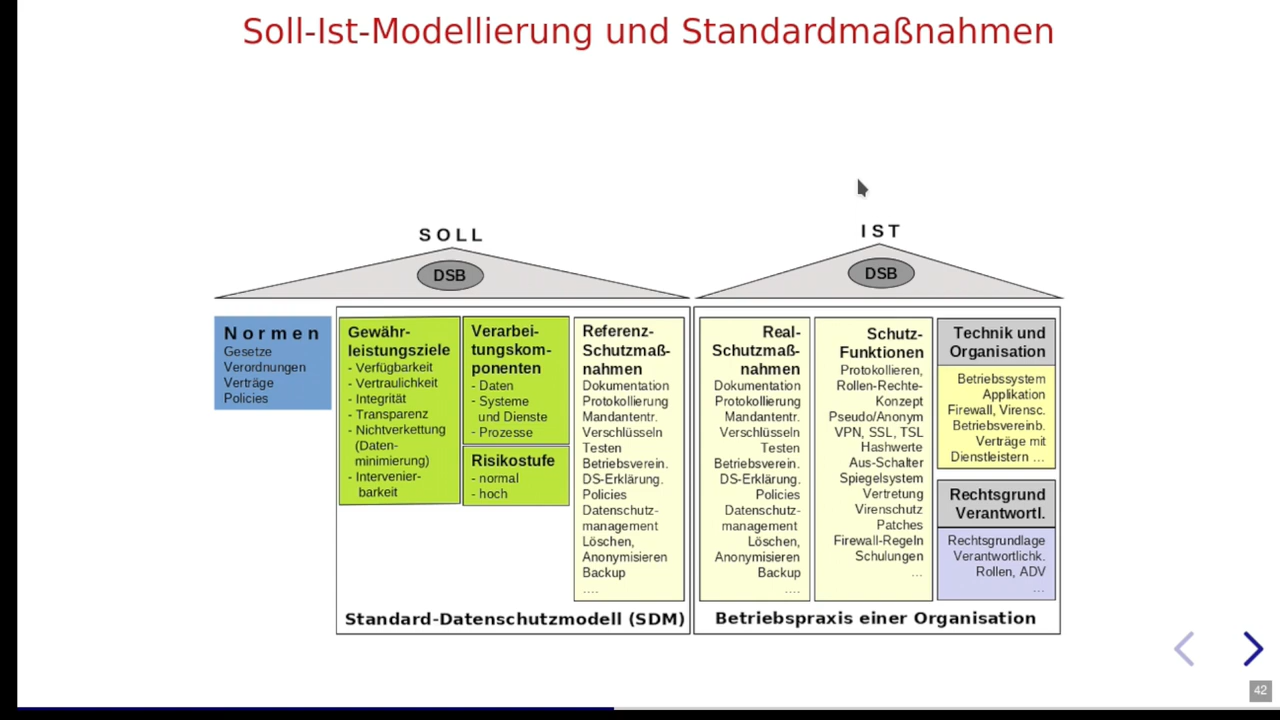 Soll-Ist-Modellierung und Standardmaßnahmen
SOLL
DSB
Normen
Gesetze
Verordnungen
Verträge
Policies
Gewähr-
leistungsziele
- Verfügbarkeit
- Vertraulichkeit
- Integrität
- Transparenz
- Nichtverkettung
(Daten-
minimierung)
- Intervenier-
barkeit
Verarbei-
tungskom-
ponenten
- Daten
- Systeme
und Dienste
- Prozesse
Risikostufe
- normal
- hoch
Referenz-
Schutzmaß-
nahmen
Dokumentation
Protokollierung
Mandantentr.
Verschlüsseln
Testen
Betriebsverein.
DS-Erklärung.
Policies
Datenschutz-
management
Löschen,
Anonymisieren
Backup
....
Standard-Datenschutzmodell (SDM)
IST
DSB
Real-
Schutzmaß-
nahmen
Dokumentation
Protokollierung
Mandantentr.
Verschlüsseln
Testen
Betriebsverein.
DS-Erklärung.
Policies
Datenschutz-
management
Löschen,
Anonymisieren
Backup
....
Schutz-
Funktionen
Protokollieren,
Rollen-Rechte-
Konzept
Pseudo/Anonym
VPN, SSL, TSL
Hashwerte
Aus-Schalter
Spiegelsystem
Vertretung
Virenschutz
Patches
Firewall-Regeln
Schulungen
...
Technik und
Organisation
Betriebssystem
Applikation
Firewall, Virensc.
Betriebsvereinb.
Verträge mit
Dienstleistern ...
Rechtsgrund
Verantwortl.
Rechtsgrundlage
Verantwortlichk.
Rollen, ADV
...
Betriebspraxis einer Organisation
42